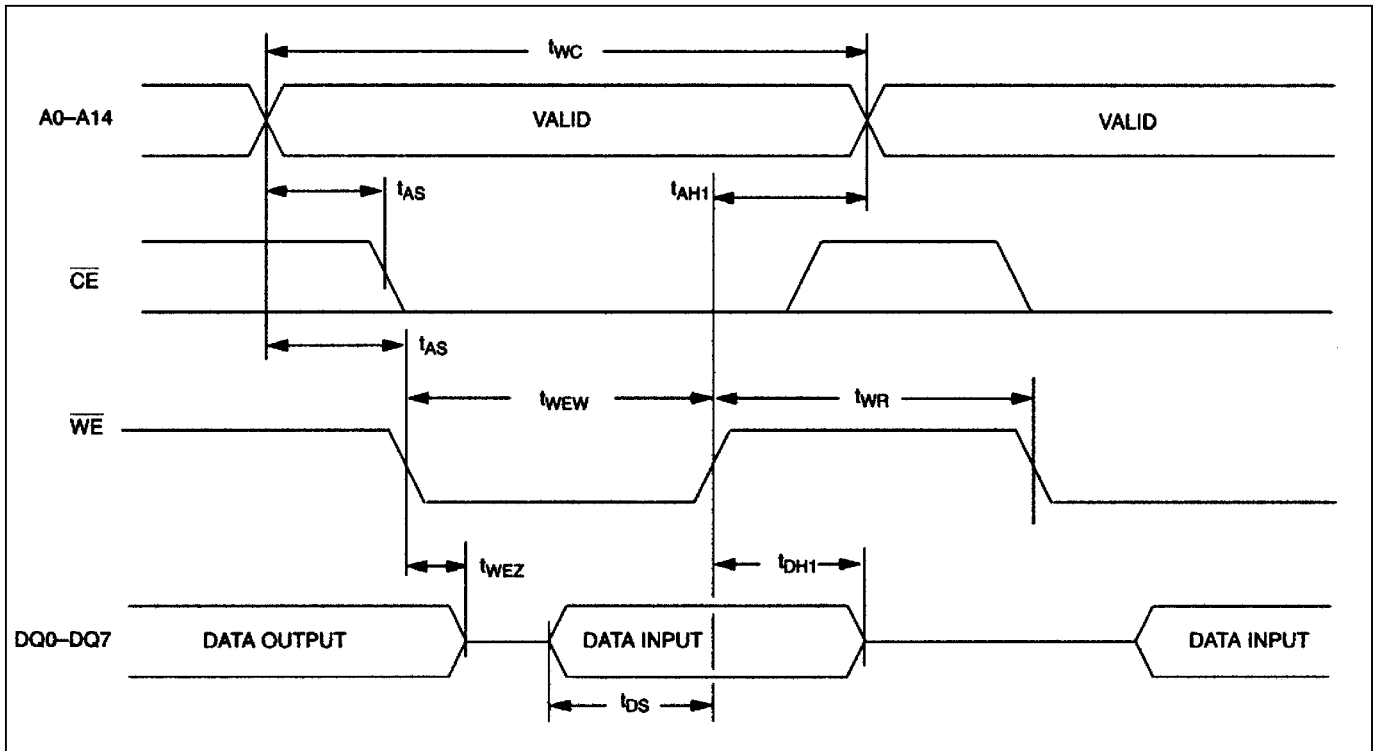 tWC
A0–A14
VALID
VALID
tAS
tAH1
CE
tAS
tWEW
tWR
WE
tWEZ
tDH1
DQ0–DQ7
DATA OUTPUT
DATA INPUT
DATA INPUT
tDS